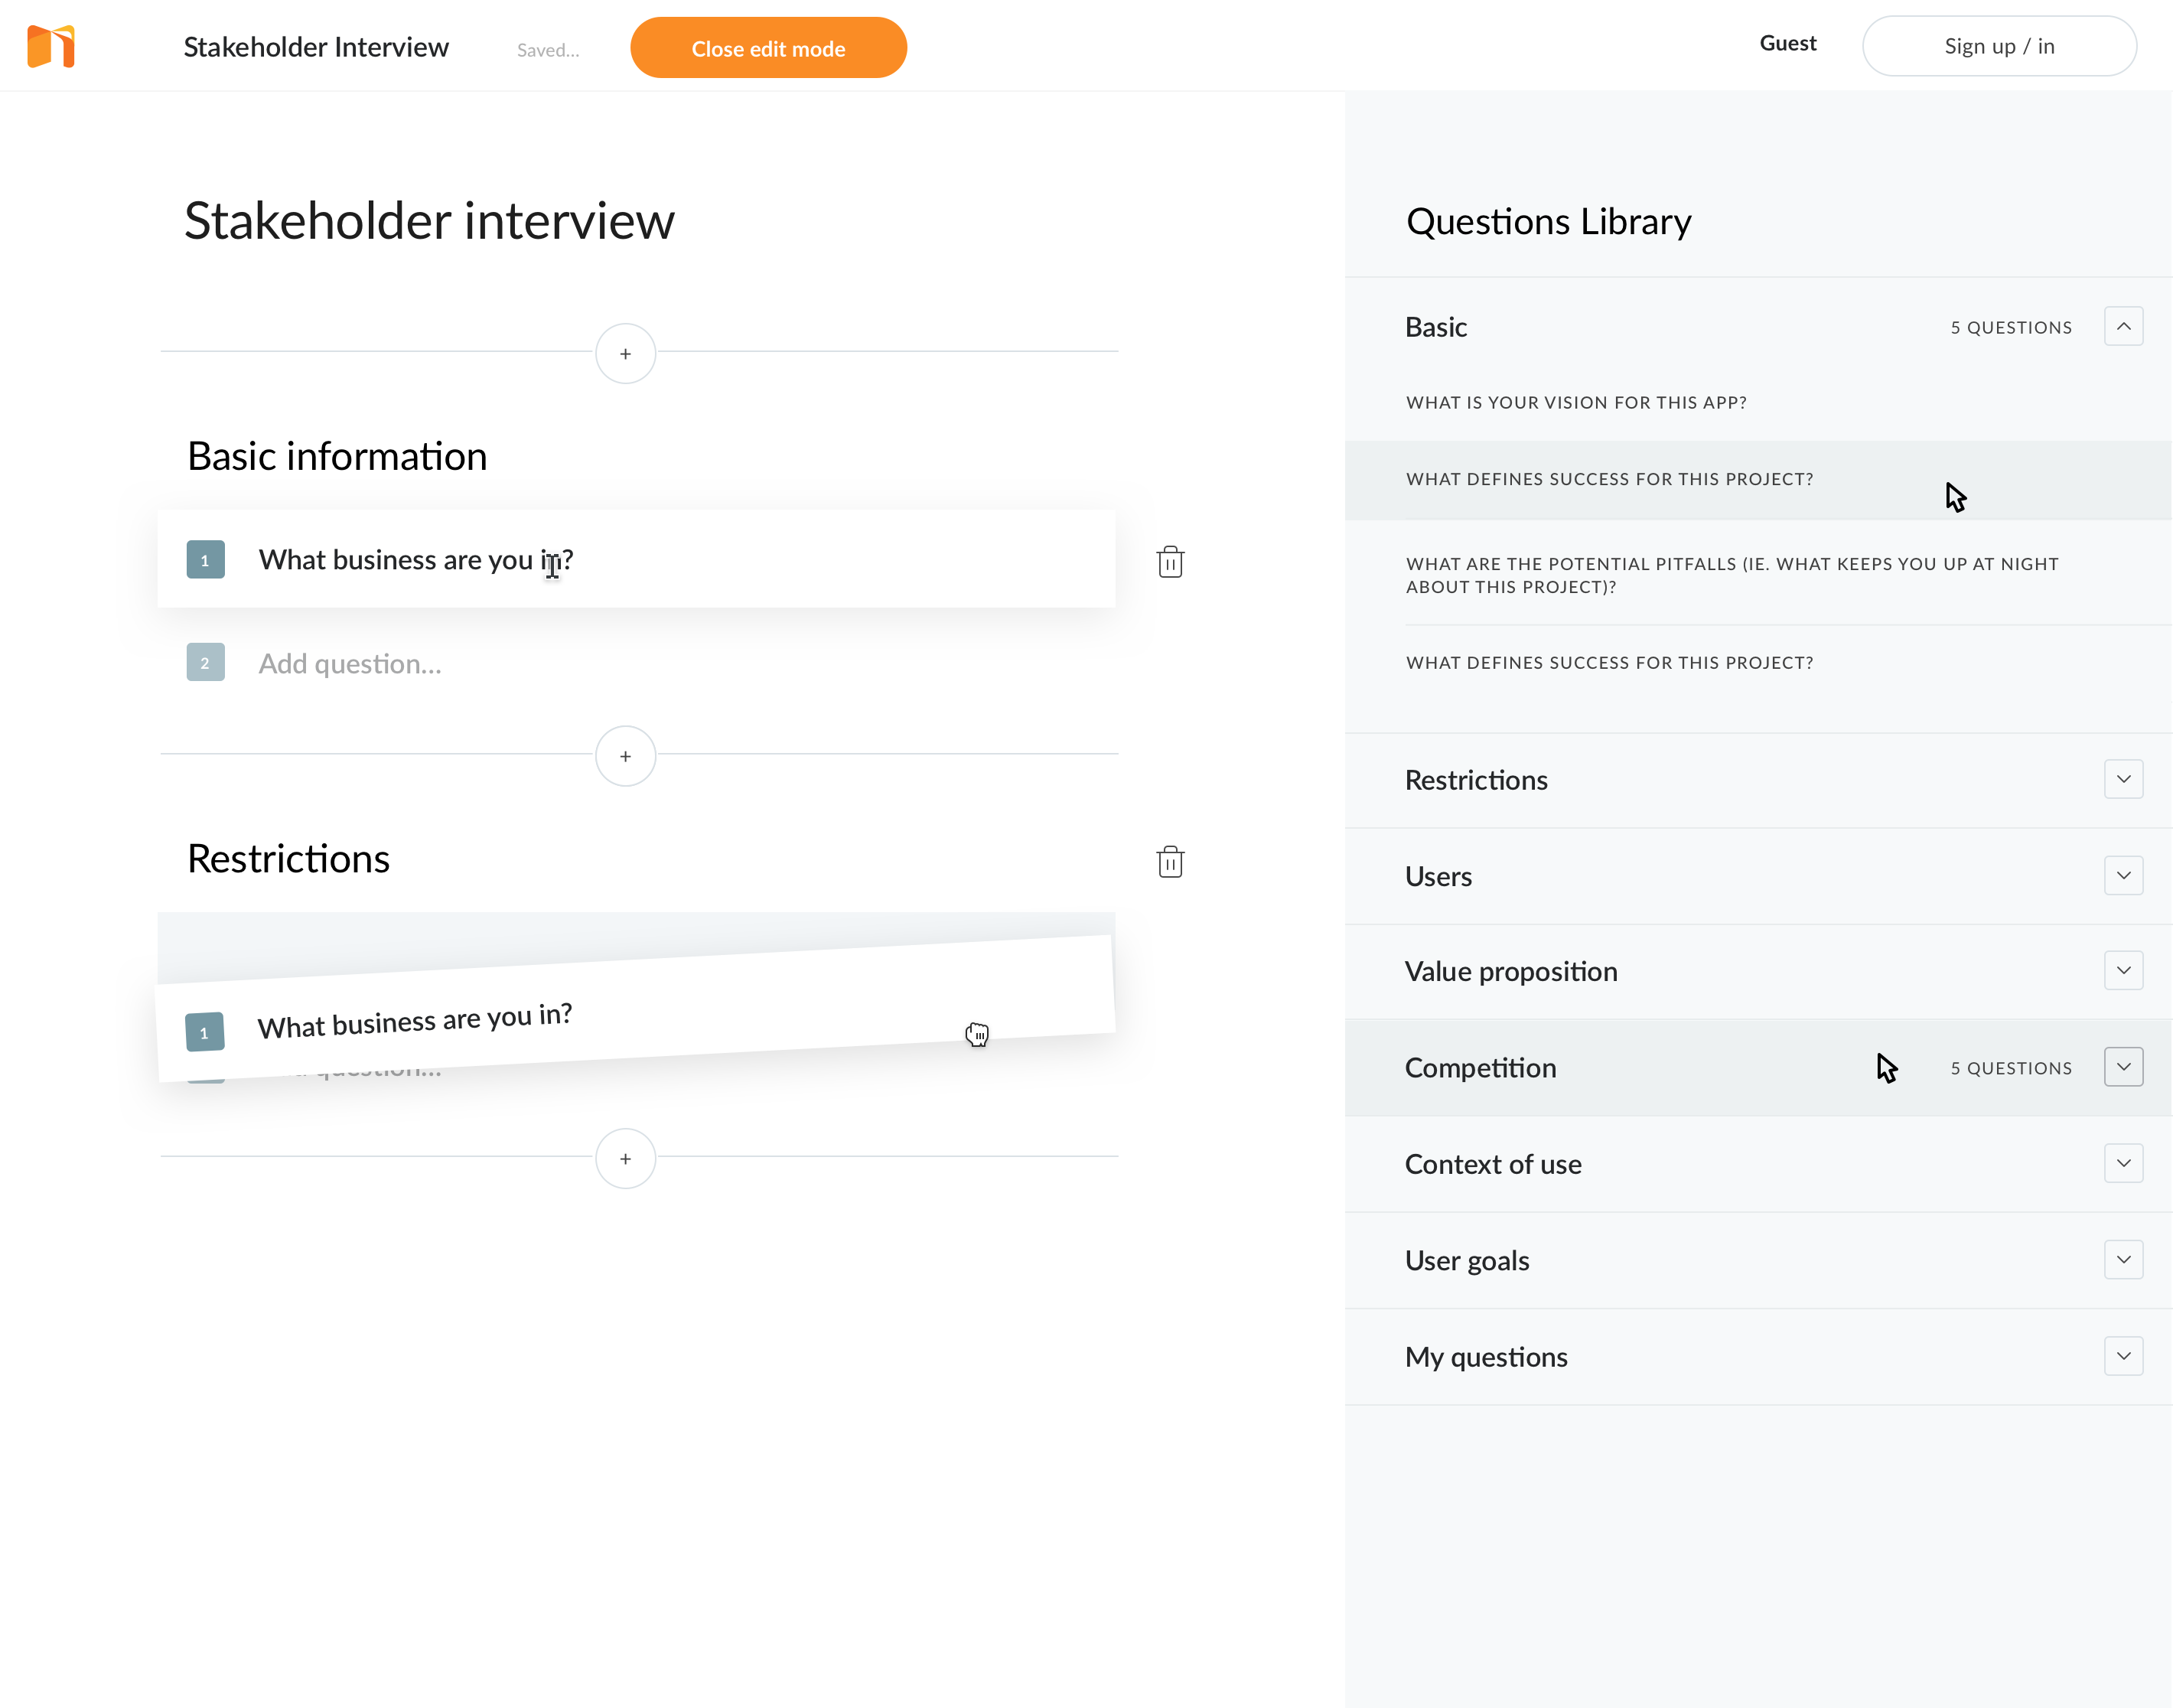 Stakeholder Interview
Saved...
Close edit mode
Guest
Sign up / in
Stakeholder interview
+
Basic information
1
What business are you in?
2
Add question...
+
Restrictions
1
What business are you in?
question...
+
Questions Library
Basic
5 QUESTIONS
WHAT IS YOUR VISION FOR THIS APP?
WHAT DEFINES SUCCESS FOR THIS PROJECT?
WHAT ARE THE POTENTIAL PITFALLS (IE. WHAT KEEPS YOU UP AT NIGHT
ABOUT THIS PROJECT)?
WHAT DEFINES SUCCESS FOR THIS PROJECT?
Restrictions
Users
Value proposition
Competition
5 QUESTIONS
Context of use
User goals
My questions